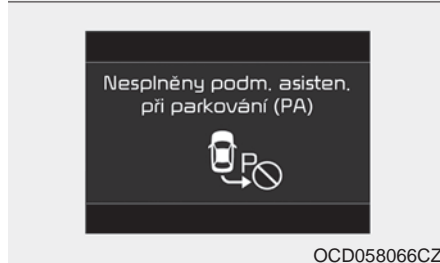 Nesplněny podm. asisten.
při parkování (PA)
P
OCD058066CZ